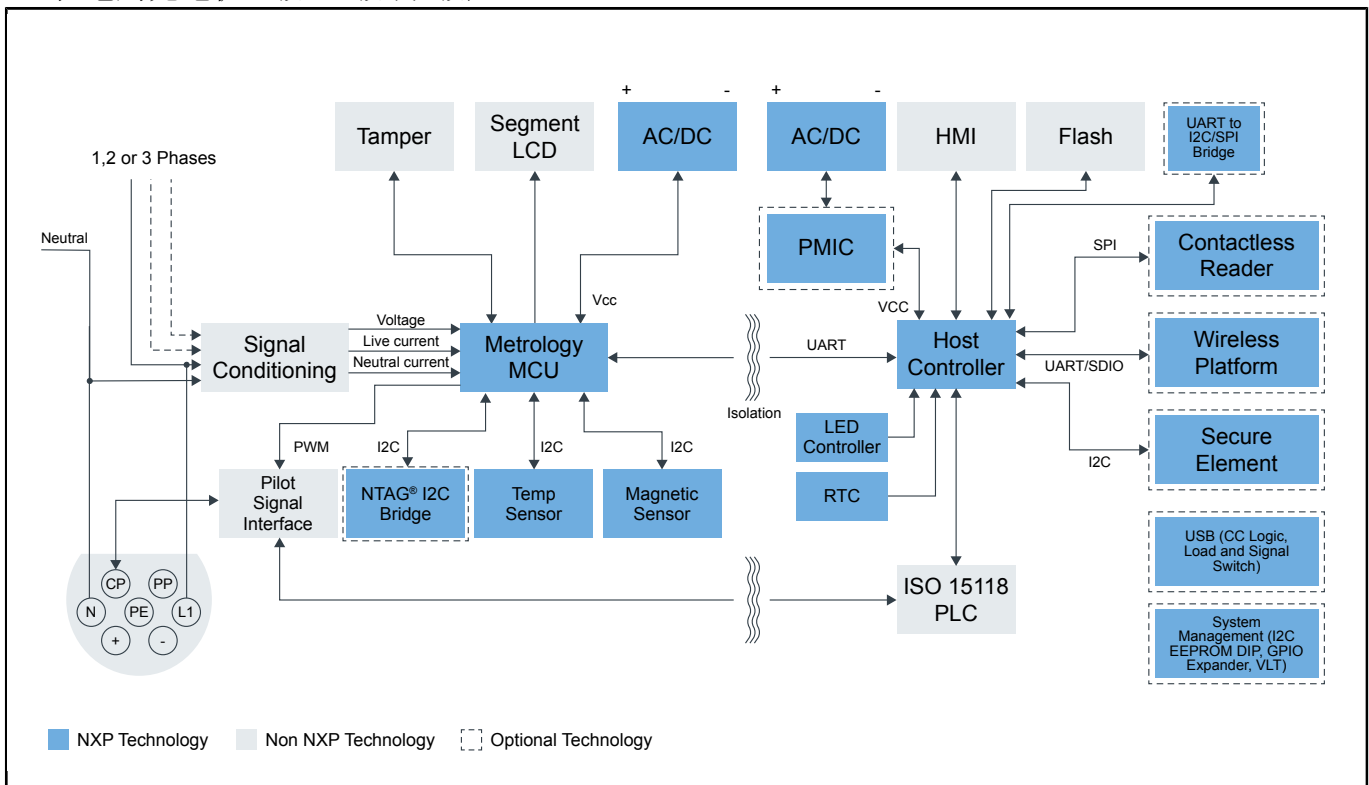 +
-
+
-
Tamper
Segment
LCD
AC/DC
AC/DC
HMI
Flash
UART to
I2C/SPI
Bridge
1,2 or 3 Phases
Neutral
PMIC
SPI
Contactless
Reader
Vcc
VCC
Voltage
Live current
Neutral current
Signal
Conditioning
Metrology
MCU
UART
Host
Controller
UART/SDIO
Wireless
Platform
Isolation
LED
Controller
I2C
Secure
Element
PWM
I2C
I2C
I2C
Pilot
Signal
Interface
NTAG® I2C
Bridge
Temp
Sensor
Magnetic
Sensor
RTC
USB (CC Logic,
Load and Signal
Switch)
CP
PP
N
PE
L1
+
-
ISO 15118
PLC
System
Management (I2C
EEPROM DIP, GPIO
Expander, VLT)
NXP Technology
Non NXP Technology
Optional Technology